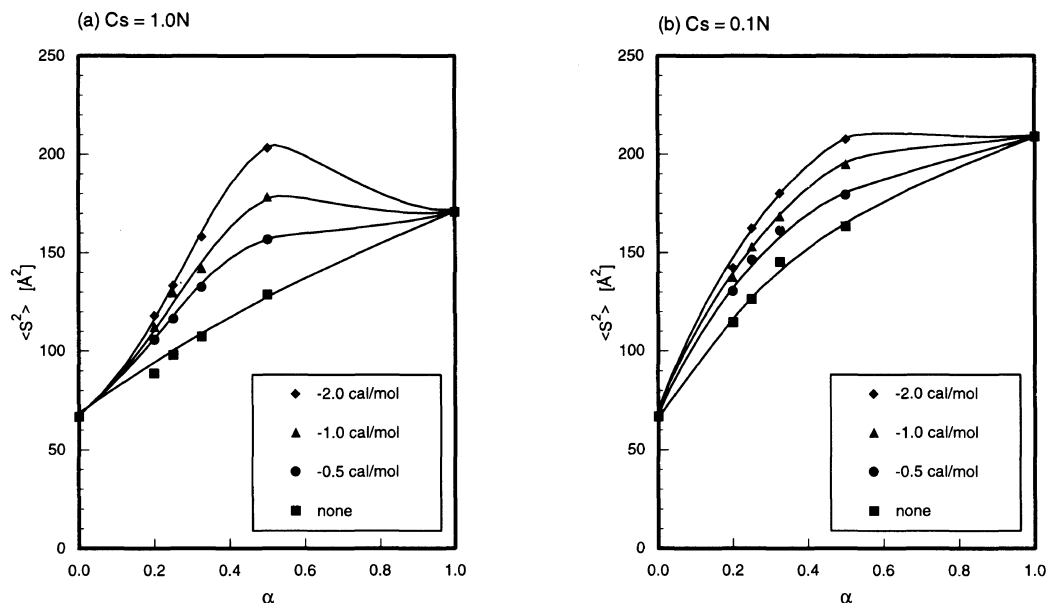 (a) Cs = 1.0N
250
200
150
100
50
0
<S²> [Å²]
0.0 0.2 0.4 0.6 0.8 1.0
α
-2.0 cal/mol
-1.0 cal/mol
-0.5 cal/mol
none
(b) Cs = 0.1N
250
200
150
100
50
0
<S²> [Å²]
0.0 0.2 0.4 0.6 0.8 1.0
α
-2.0 cal/mol
-1.0 cal/mol
-0.5 cal/mol
none